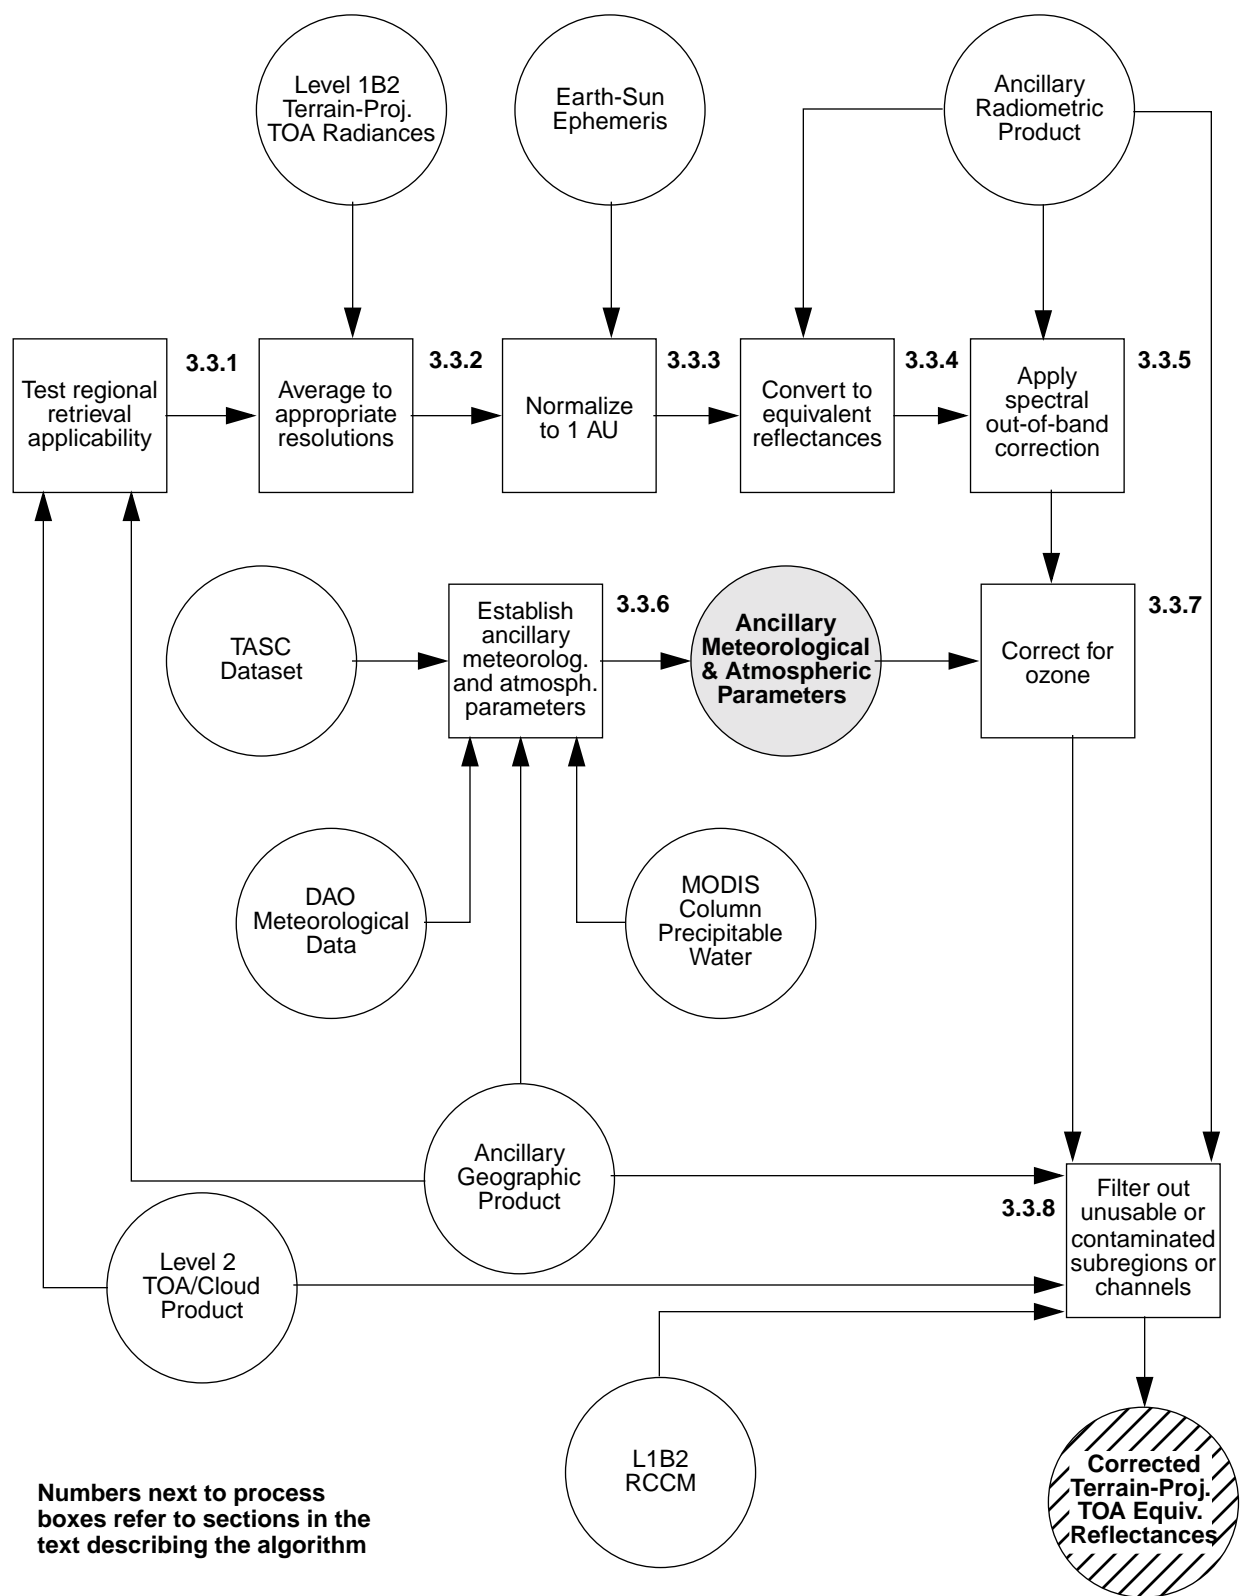 Level 1B2
Terrain-Proj.
TOA Radiances
Earth-Sun
Ephemeris
Ancillary
Radiometric
Product
3.3.1
Test regional
retrieval
applicability
3.3.2
Average to
appropriate
resolutions
3.3.3
Normalize
to 1 AU
3.3.4
Convert to
equivalent
reflectances
3.3.5
Apply
spectral
out-of-band
correction
TASC
Dataset
3.3.6
Establish
ancillary
meteorolog.
and atmosph.
parameters
Ancillary
Meteorological
& Atmospheric
Parameters
3.3.7
Correct for
ozone
DAO
Meteorological
Data
MODIS
Column
Precipitable
Water
Ancillary
Geographic
Product
3.3.8
Filter out
unusable or
contaminated
subregions or
channels
Level 2
TOA/Cloud
Product
L1B2
RCCM
Corrected
Terrain-Proj.
TOA Equiv.
Reflectances
Numbers next to process
boxes refer to sections in the
text describing the algorithm